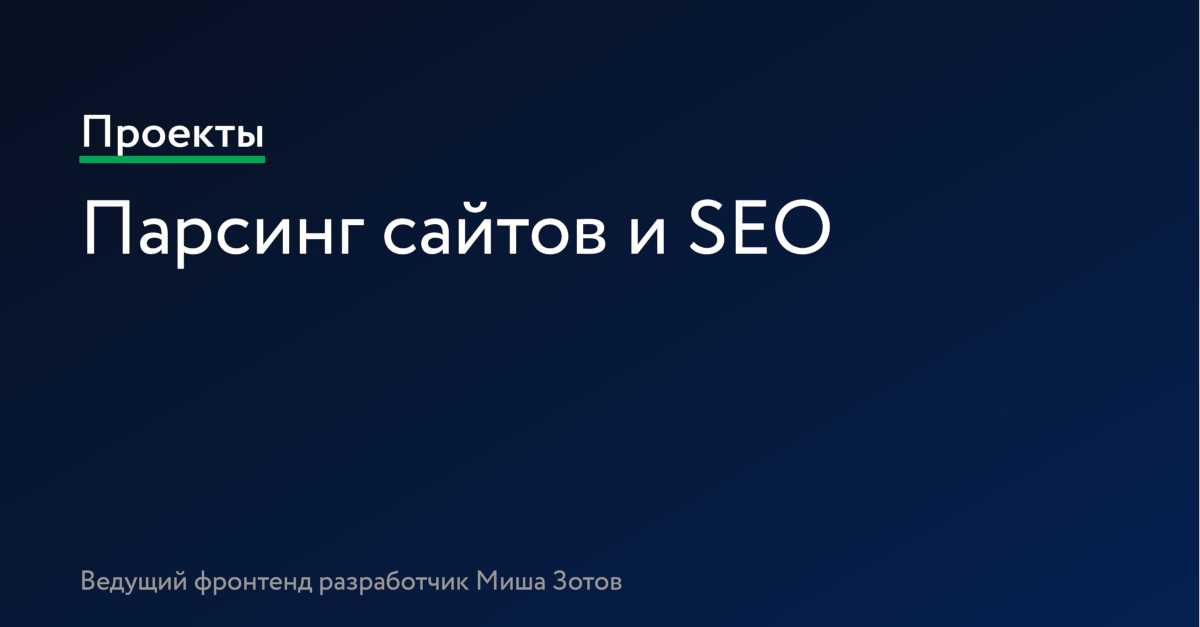 Проекты
Парсинг сайтов и SEO
Ведущий фронтенд разработчик Миша Зотов